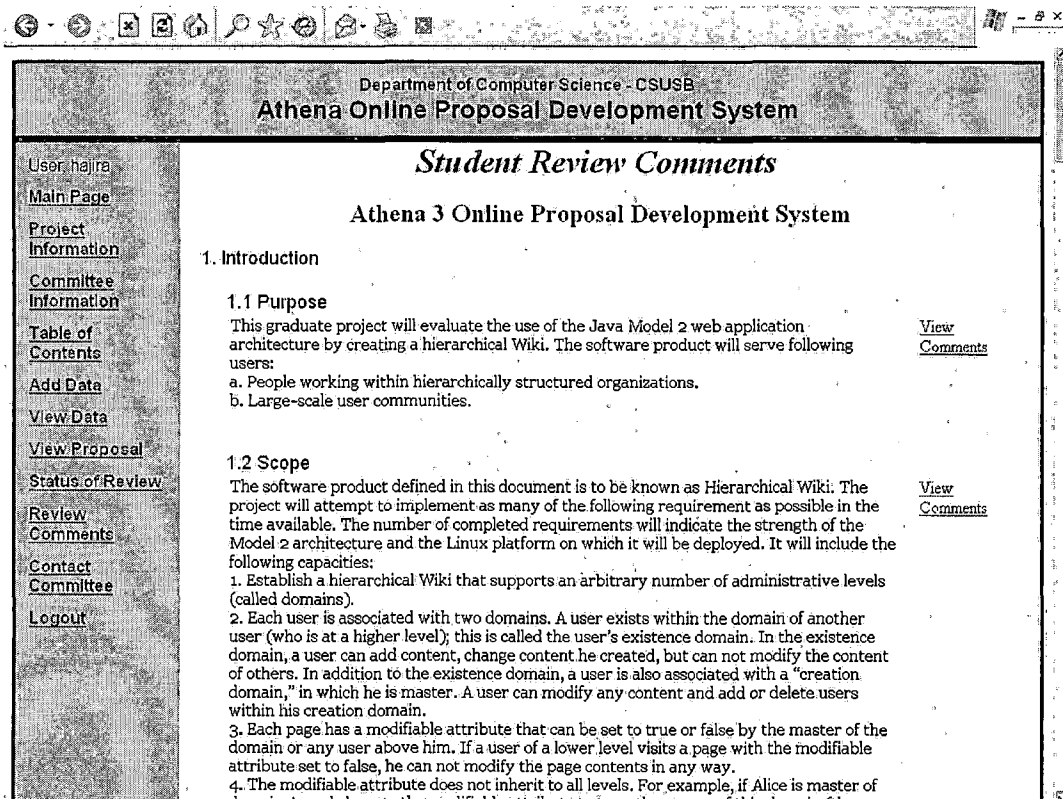 Department of Computer Science - CSUSB
Athena Online Proposal Development System
User: hajira
Main Page
Project
Information
Committee
Information
Table of
Contents
Add Data
View Data
View Proposal
Status of Review
Review
Comments
Contact
Committee
Logout
Student Review Comments
Athena 3 Online Proposal Development System
1. Introduction
1.1 Purpose
This graduate project will evaluate the use of the Java Model 2 web application
architecture by creating a hierarchical Wiki. The software product will serve following
users:
a. People working within hierarchically structured organizations.
b. Large-scale user communities.
View
Comments
1.2 Scope
The software product defined in this document is to be known as Hierarchical Wiki. The
project will attempt to implement as many of the following requirement as possible in the
time available. The number of completed requirements will indicate the strength of the
Model 2 architecture and the Linux platform on which it will be deployed. It will include the
following capacities:
1. Establish a hierarchical Wiki that supports an arbitrary number of administrative levels
(called domains).
2. Each user is associated with two domains. A user exists within the domain of another
user (who is at a higher level); this is called the user's existence domain. In the existence
domain, a user can add content, change content he created, but can not modify the content
of others. In addition to the existence domain, a user is also associated with a "creation
domain," in which he is master. A user can modify any content and add or delete users
within his creation domain.
3. Each page has a modifiable attribute that can be set to true or false by the master of the
domain or any user above him. If a user of a lower level visits a page with the modifiable
attribute set to false, he can not modify the page contents in any way.
4. The modifiable attribute does not inherit to all levels. For example, if Alice is master of
View
Comments